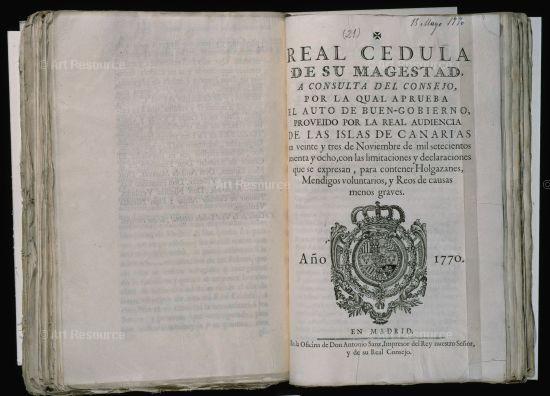 (21)
13 Mayo 1770
REAL CEDULA
DE SU MAGESTAD,
A CONSULTA DEL CONSEJO,
POR LA QUAL APRUEBA
EL AUTO DE BUEN-GOBIERNO,
PROVEIDO POR LA REAL AUDIENCIA
DE LAS ISLAS DE CANARIAS
en veinte y tres de Noviembre de mil setecientos
senta y ocho, con las limitaciones y declaraciones
que se expresan, para contener Holgazanes,
Mendigos voluntarios, y Reos de causas
menos graves.
Año 1770.
EN MADRID.
En la Oficina de Don Antonio Sanz, Impresor del Rey nuestro Señor,
y de su Real Consejo.
© Art Resource
© Art Resource
© Art Resource